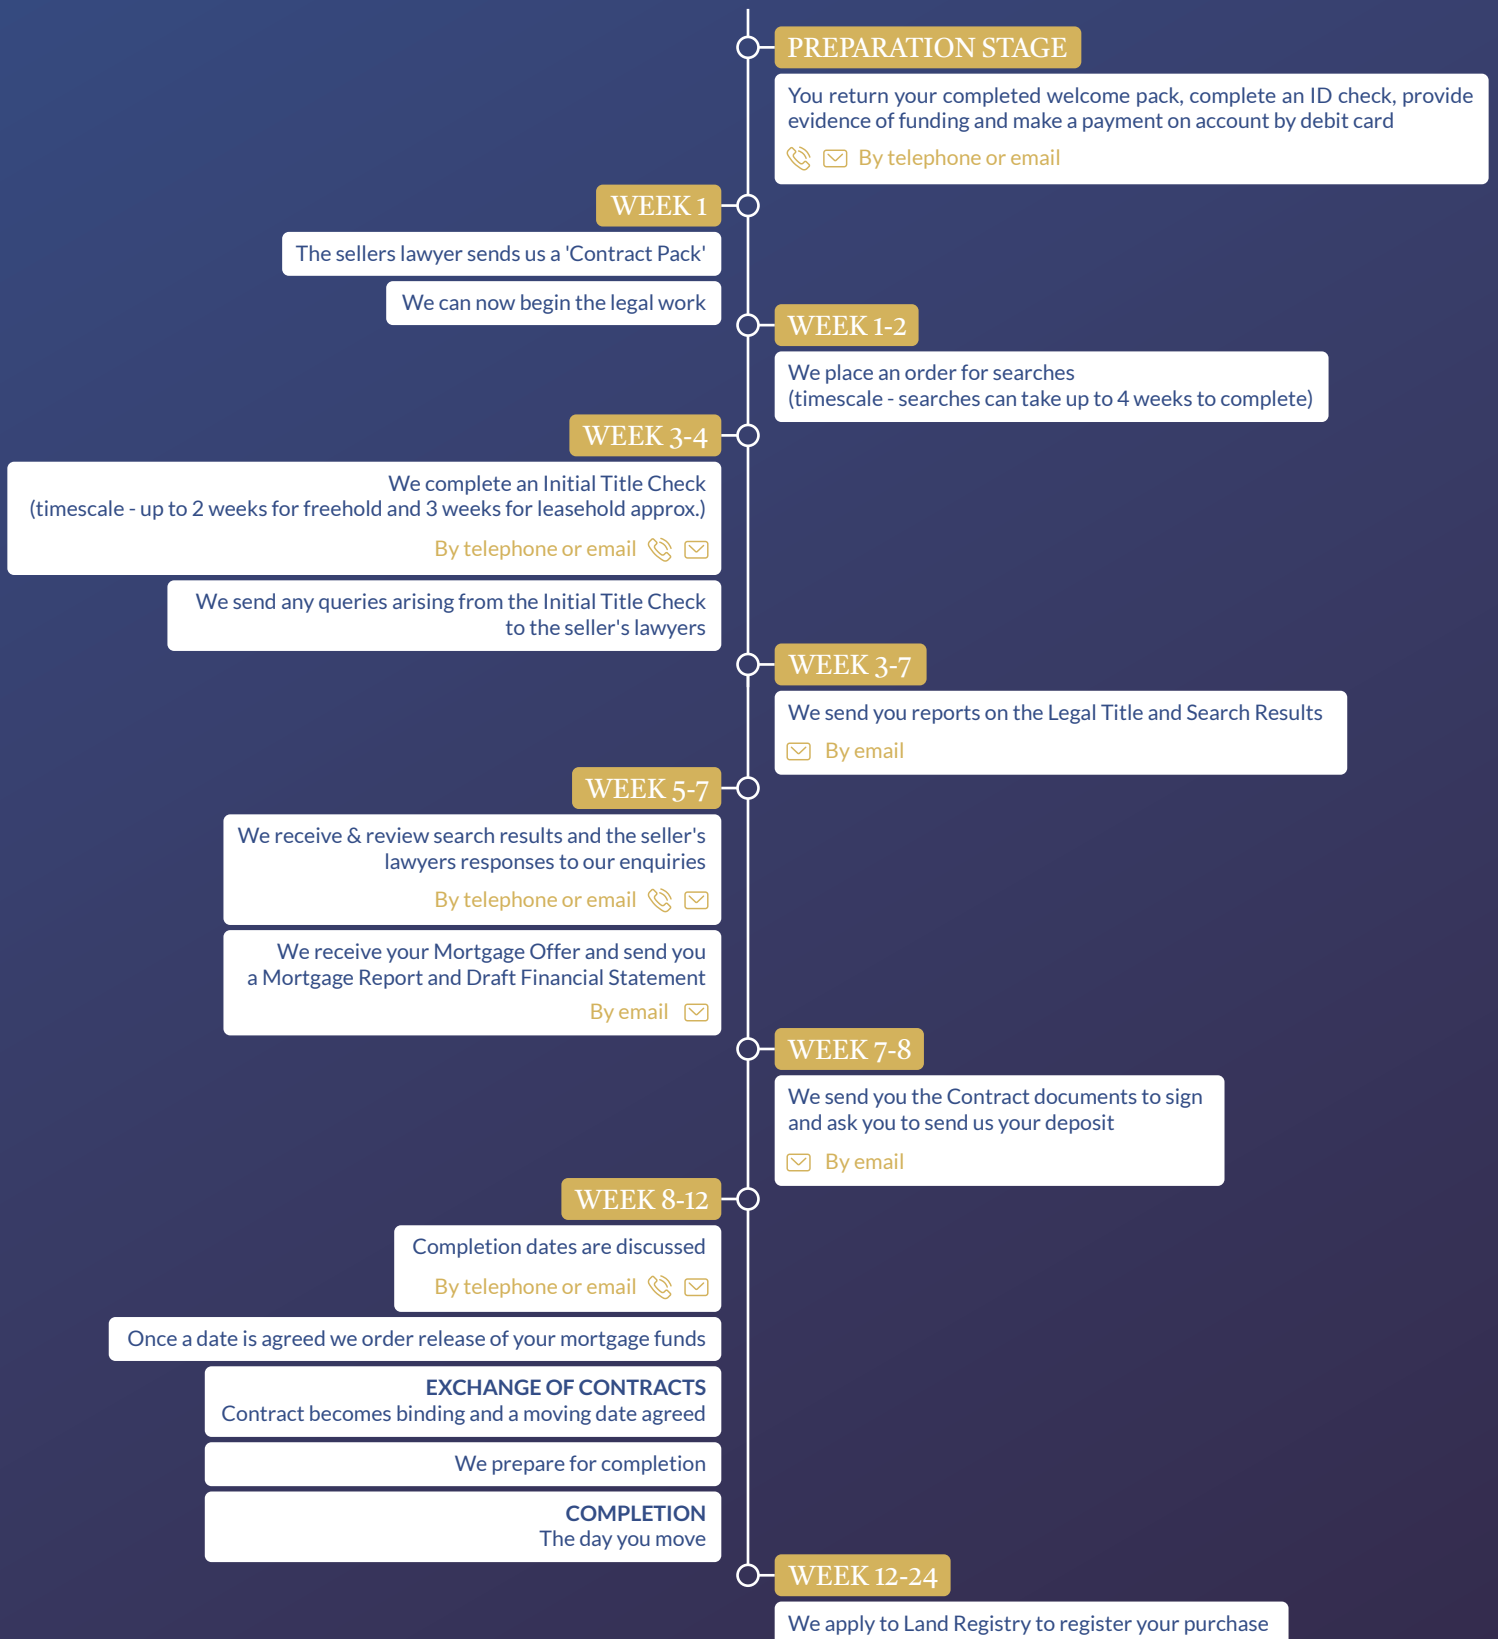 PREPARATION STAGE
You return your completed welcome pack, complete an ID check, provide
evidence of funding and make a payment on account by debit card
By telephone or email
WEEK 1
The sellers lawyer sends us a 'Contract Pack'
We can now begin the legal work
WEEK 1-2
We place an order for searches
(timescale - searches can take up to 4 weeks to complete)
WEEK 3-4
We complete an Initial Title Check
(timescale - up to 2 weeks for freehold and 3 weeks for leasehold approx.)
By telephone or email
We send any queries arising from the Initial Title Check
to the seller's lawyers
WEEK 3-7
We send you reports on the Legal Title and Search Results
By email
WEEK 5-7
We receive & review search results and the seller's
lawyers responses to our enquiries
By telephone or email
We receive your Mortgage Offer and send you
a Mortgage Report and Draft Financial Statement
By email
WEEK 7-8
We send you the Contract documents to sign
and ask you to send us your deposit
By email
WEEK 8-12
Completion dates are discussed
By telephone or email
Once a date is agreed we order release of your mortgage funds
EXCHANGE OF CONTRACTS
Contract becomes binding and a moving date agreed
We prepare for completion
COMPLETION
The day you move
WEEK 12-24
We apply to Land Registry to register your purchase